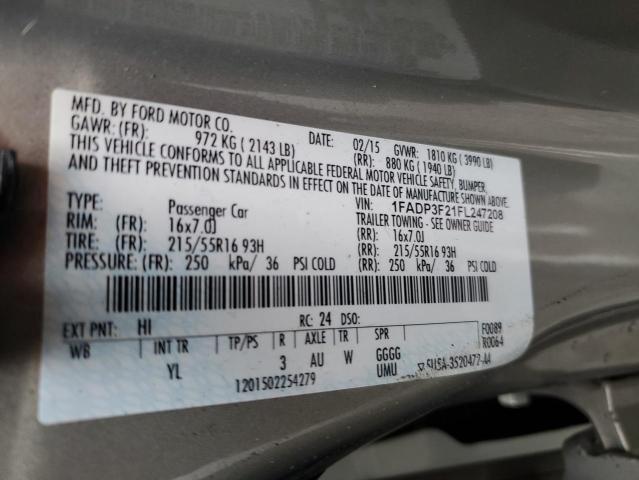 MFD. BY FORD MOTOR CO.
DATE: 02/15 GVWR: 1810 KG ( 3990 LB)
GAWR: (FR): 972 KG ( 2143 LB) (RR): 880 KG ( 1940 LB)
THIS VEHICLE CONFORMS TO ALL APPLICABLE FEDERAL MOTOR VEHICLE SAFETY, BUMPER,
AND THEFT PREVENTION STANDARDS IN EFFECT ON THE DATE OF MANUFACTURE SHOWN ABOVE.
VIN: 1FADP3F21FL247208
TYPE: Passenger Car TRAILER TOWING - SEE OWNER GUIDE
RIM: (FR): 16x7.0J (RR): 16x7.0J
TIRE: (FR): 215/55R16 93H (RR): 215/55R16 93H
PRESSURE: (FR): 250 kPa/ 36 PSI COLD (RR): 250 kPa/ 36 PSI COLD
EXT PNT: HI RC: 24 DSO: F0089
WB INT TR TP/PS R AXLE TR SPR R0064
YL 3 AU W GGGG
UMU
1201502254279 3520472-AA